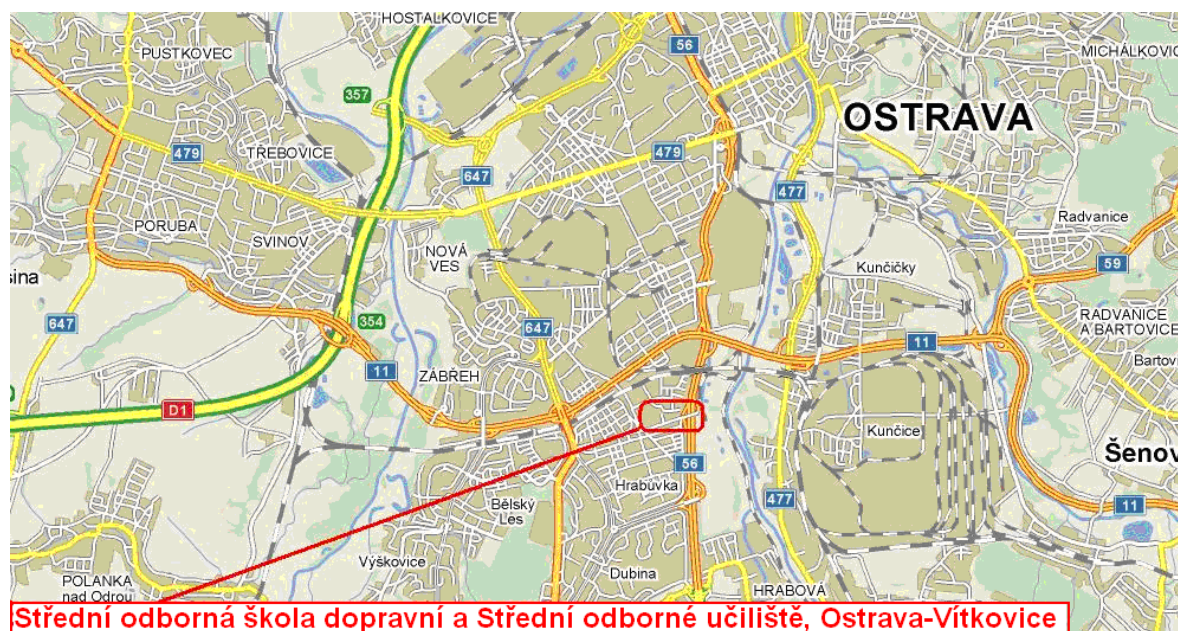 HOŠŤÁLKOVICE
PUSTKOVEC
56
MICHÁLKOVIC
357
OSTRAVA
479
TŘEBOVICE
479
647
477
PORUBA
SVINOV
NOVÁ
VES
Radvanice
Kunčičky
59
sina
647
354
647
RADVANICE
A BARTOVICE
11
11
ZÁBŘEH
Bartov
D1
Kunčice
56
Šenov
Hrabůvka
477
11
Bělský
Les
Výškovice
Dubina
POLANKA
nad Odrou
HRABOVÁ
Střední odborná škola dopravní a Střední odborné učiliště, Ostrava-Vítkovice